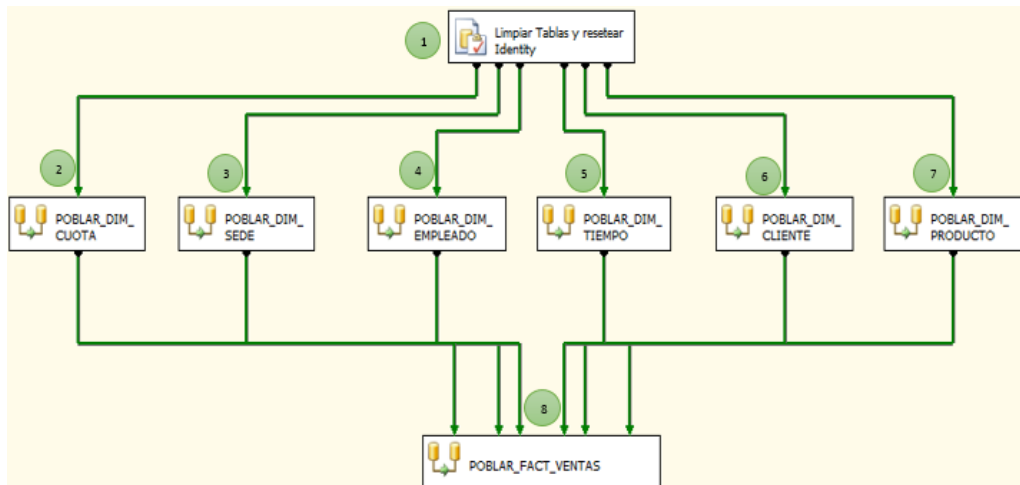 1
Limpiar Tablas y resetear
Identity
2
3
4
5
6
7
POBLAR_DIM_
CUOTA
POBLAR_DIM_
SEDE
POBLAR_DIM_
EMPLEADO
POBLAR_DIM_
TIEMPO
POBLAR_DIM_
CLIENTE
POBLAR_DIM_
PRODUCTO
8
POBLAR_FACT_VENTAS